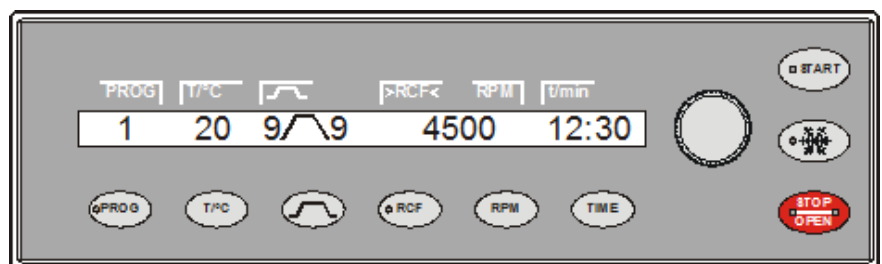 START
PROG T/°C >RCF< RPM t/min
1 20 9 9 4500 12:30
PROG T/°C RCF RPM TIME
STOP
OPEN